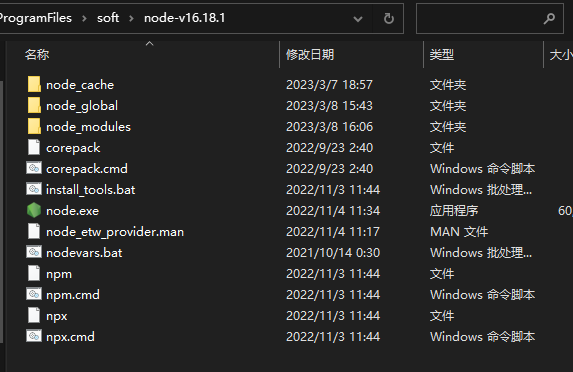 ProgramFiles > soft > node-v16.18.1
名称 修改日期 类型 大小
node_cache 2023/3/7 18:57 文件夹
node_global 2023/3/8 15:43 文件夹
node_modules 2023/3/8 16:06 文件夹
corepack 2022/9/23 2:40 文件
corepack.cmd 2022/9/23 2:40 Windows 命令脚本
install_tools.bat 2022/11/3 11:44 Windows 批处理...
node.exe 2022/11/4 11:34 应用程序 60,
node_etw_provider.man 2022/11/4 11:17 MAN 文件
nodevars.bat 2021/10/14 0:30 Windows 批处理...
npm 2022/11/3 11:44 文件
npm.cmd 2022/11/3 11:44 Windows 命令脚本
npx 2022/11/3 11:44 文件
npx.cmd 2022/11/3 11:44 Windows 命令脚本